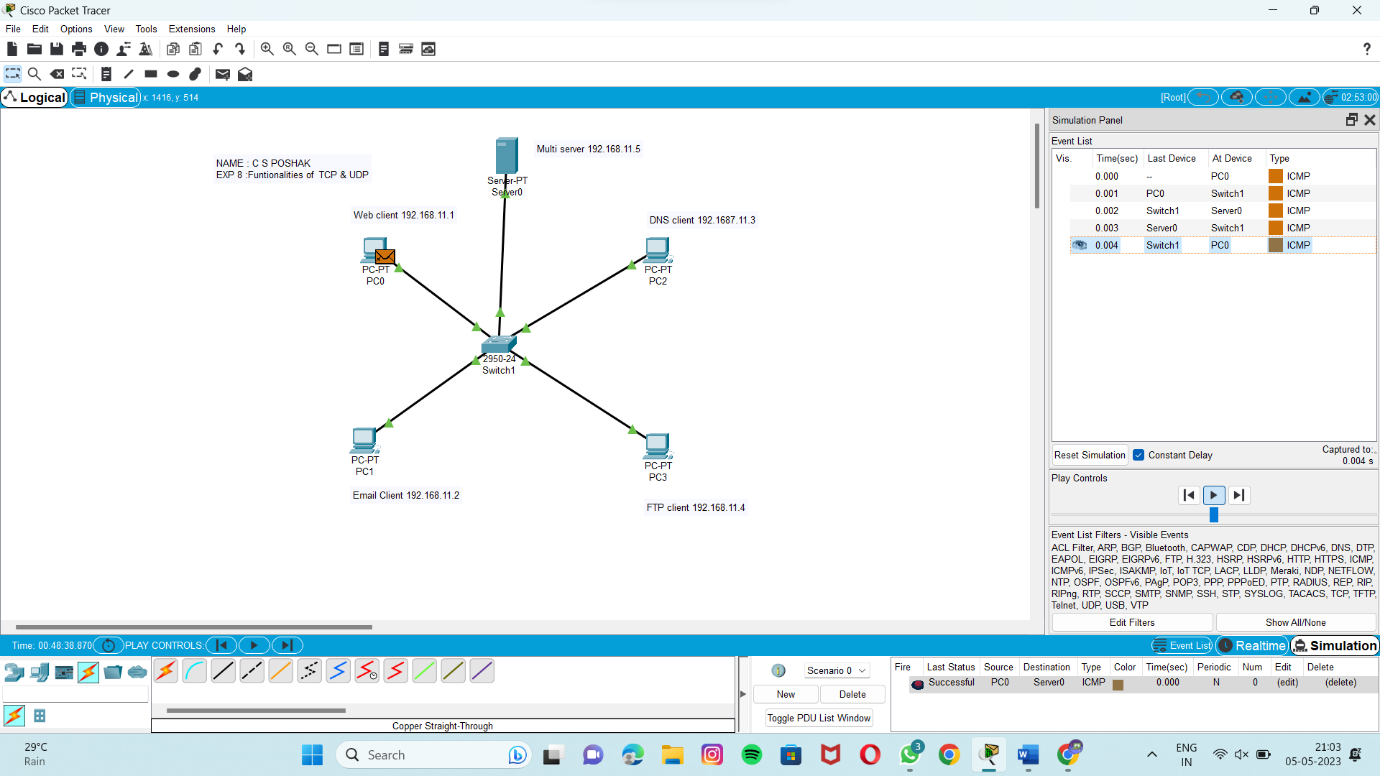 Cisco Packet Tracer
File Edit Options View Tools Extensions Help
Logical Physical x: 1416, y: 514 [Root] 02:53:00
NAME : C S POSHAK
EXP 8 :Funtionalities of TCP & UDP
Multi server 192.168.11.5
Server-PT
Server0
Web client 192.168.11.1
DNS client 192.1687.11.3
PC-PT
PC0
PC-PT
PC2
2950-24
Switch1
PC-PT
PC1
PC-PT
PC3
Email Client 192.168.11.2
FTP client 192.168.11.4
Simulation Panel
Event List
Vis. Time(sec) Last Device At Device Type
0.000 -- PC0 ICMP
0.001 PC0 Switch1 ICMP
0.002 Switch1 Server0 ICMP
0.003 Server0 Switch1 ICMP
0.004 Switch1 PC0 ICMP
Reset Simulation Constant Delay Captured to:
0.004 s
Play Controls
Event List Filters - Visible Events
ACL Filter, ARP, BGP, Bluetooth, CAPWAP, CDP, DHCP, DHCPv6, DNS, DTP,
EAPOL, EIGRP, EIGRPv6, FTP, H.323, HSRP, HSRPv6, HTTP, HTTPS, ICMP,
ICMPv6, IPSec, ISAKMP, IoT, IoT TCP, LACP, LLDP, Meraki, NDP, NETFLOW,
NTP, OSPF, OSPFv6, PAgP, POP3, PPP, PPPoED, PTP, RADIUS, REP, RIP,
RIPng, RTP, SCCP, SMTP, SNMP, SSH, STP, SYSLOG, TACACS, TCP, TFTP,
Telnet, UDP, USB, VTP
Edit Filters Show All/None
Time: 00:48:38.870 PLAY CONTROLS: Event List Realtime Simulation
Scenario 0
New Delete
Toggle PDU List Window
Fire Last Status Source Destination Type Color Time(sec) Periodic Num Edit Delete
Successful PC0 Server0 ICMP 0.000 N 0 (edit) (delete)
Copper Straight-Through
29°C
Rain
Search
3
ENG
IN
21:03
05-05-2023